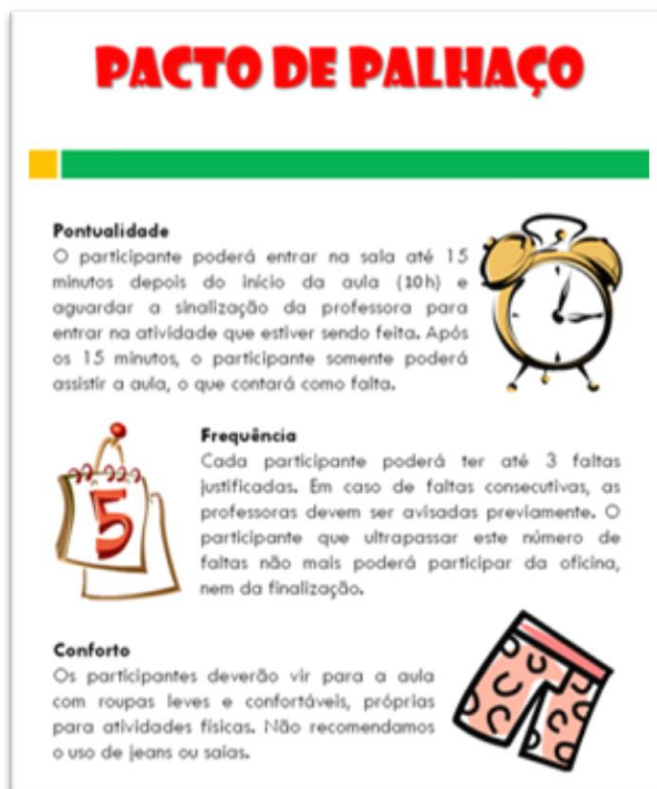 PACTO DE PALHAÇO
Pontualidade
O participante poderá entrar na sala até 15
minutos depois do início da aula (10h) e
aguardar a sinalização da professora para
entrar na atividade que estiver sendo feita. Após
os 15 minutos, o participante somente poderá
assistir a aula, o que contará como falta.
Frequência
Cada participante poderá ter até 3 faltas
justificadas. Em caso de faltas consecutivas, as
professoras devem ser avisadas previamente. O
participante que ultrapassar este número de
faltas não mais poderá participar da oficina,
nem da finalização.
5
Conforto
Os participantes deverão vir para a aula
com roupas leves e confortáveis, próprias
para atividades físicas. Não recomendamos
o uso de jeans ou saias.